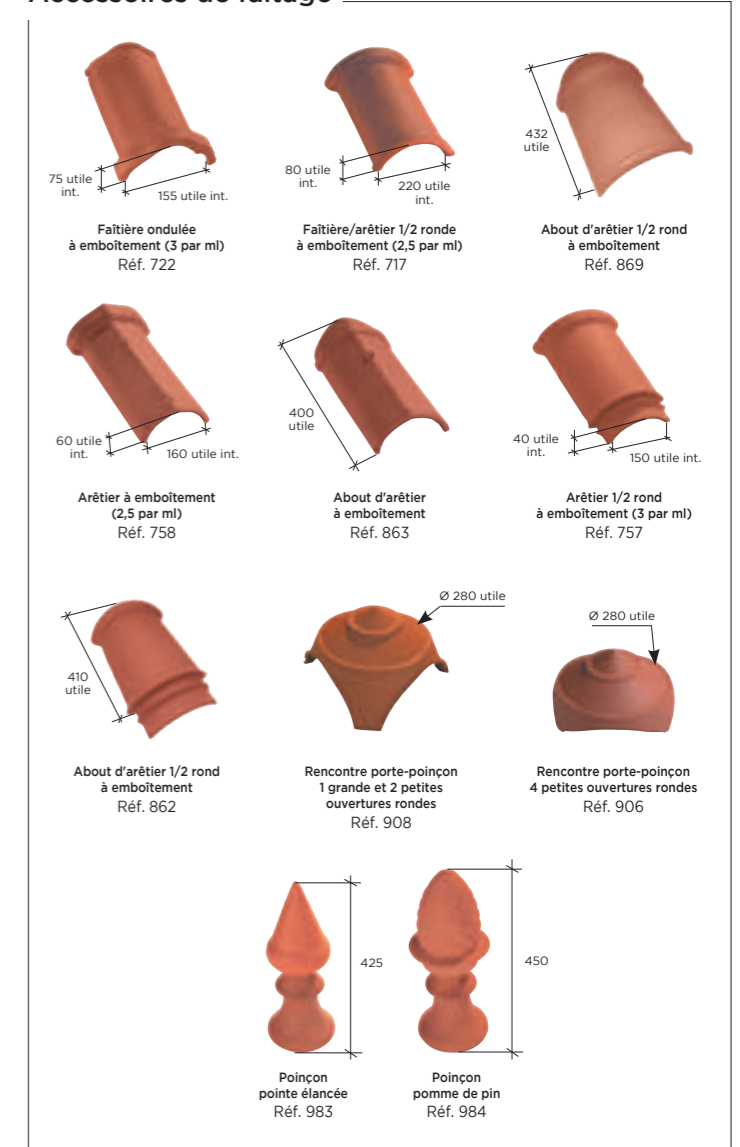 Accessoires de faîtage
75 utile
int.
155 utile int.
Faîtière ondulée
à emboîtement (3 par ml)
Réf. 722
80 utile
int.
220 utile
int.
Faîtière/arêtier 1/2 ronde
à emboîtement (2,5 par ml)
Réf. 717
432
utile
About d'arêtier 1/2 rond
à emboîtement
Réf. 869
60 utile
int.
160 utile int.
Arêtier à emboîtement
(2,5 par ml)
Réf. 758
400
utile
About d'arêtier
à emboîtement
Réf. 863
40 utile
int.
150 utile int.
Arêtier 1/2 rond
à emboîtement (3 par ml)
Réf. 757
410
utile
About d'arêtier 1/2 rond
à emboîtement
Réf. 862
Ø 280 utile
Rencontre porte-poinçon
1 grande et 2 petites
ouvertures rondes
Réf. 908
Ø 280 utile
Rencontre porte-poinçon
4 petites ouvertures rondes
Réf. 906
425
Poinçon
pointe élancée
Réf. 983
450
Poinçon
pomme de pin
Réf. 984